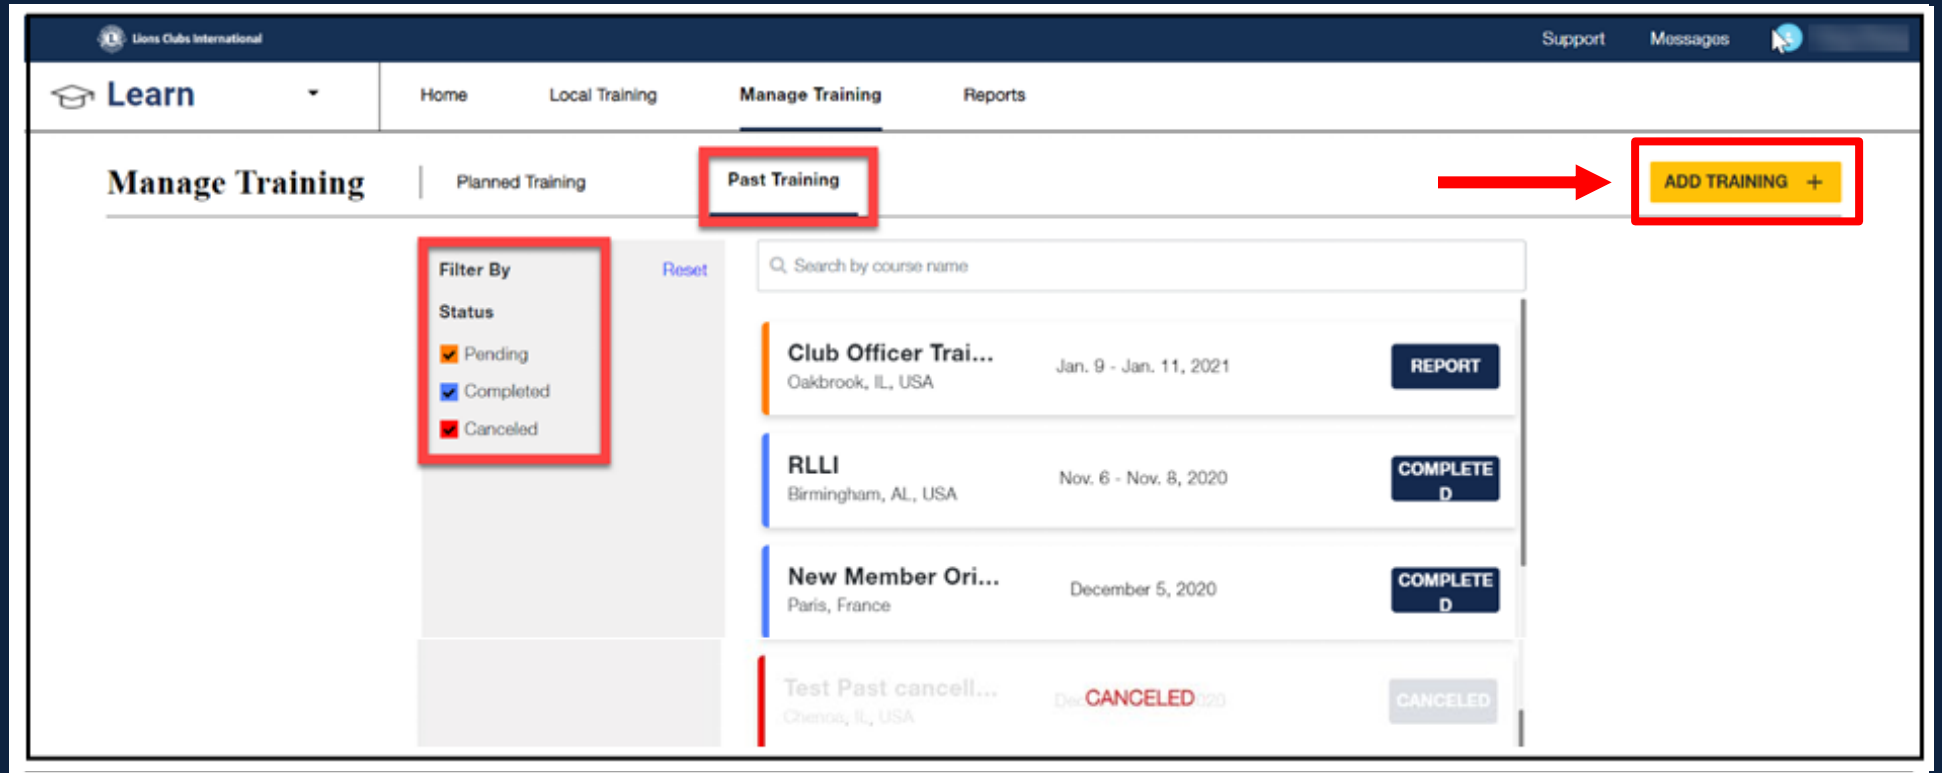 Lions Clubs International
Support Messages
Learn
Home Local Training Manage Training Reports
Manage Training
Planned Training Past Training
ADD TRAINING +
Filter By Reset
Status
Pending
Completed
Canceled
Search by course name
Club Officer Trai...
Oakbrook, IL, USA
Jan. 9 - Jan. 11, 2021
REPORT
RLLI
Birmingham, AL, USA
Nov. 6 - Nov. 8, 2020
COMPLETE
D
New Member Ori...
Paris, France
December 5, 2020
COMPLETE
D
Test Past cancell...
Chenoa, IL, USA
CANCELED
CANCELED